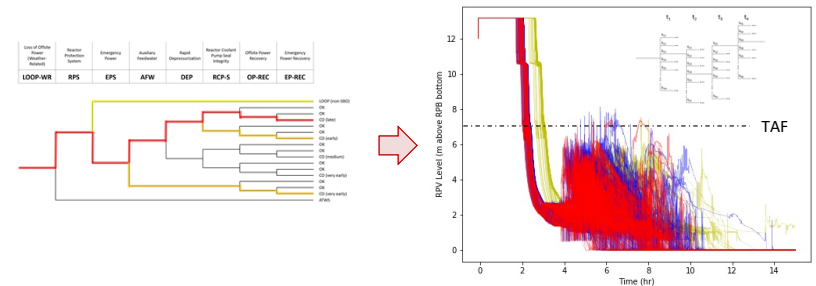 Loss of Offsite
Power
(Weather-
Related)
Reactor
Protection
System
Emergency
Power
Auxiliary
Feedwater
Rapid
Depressurization
Reactor Coolant
Pump Seal
Integrity
Offsite Power
Recovery
Emergency
Power Recovery
LOOP-WR
RPS
EPS
AFW
DEP
RCP-S
OP-REC
EP-REC
LOOP (non-SBO)
OK
OK
CD (late)
OK
OK
CD (early)
OK
OK
CD (medium)
OK
OK
CD (very early)
OK
OK
CD (very early)
ATWS
RPV Level (m above RPB bottom)
12
10
8
6
4
2
0
t1
t2
t3
t4
TAF
0
2
4
6
8
10
12
14
Time (hr)